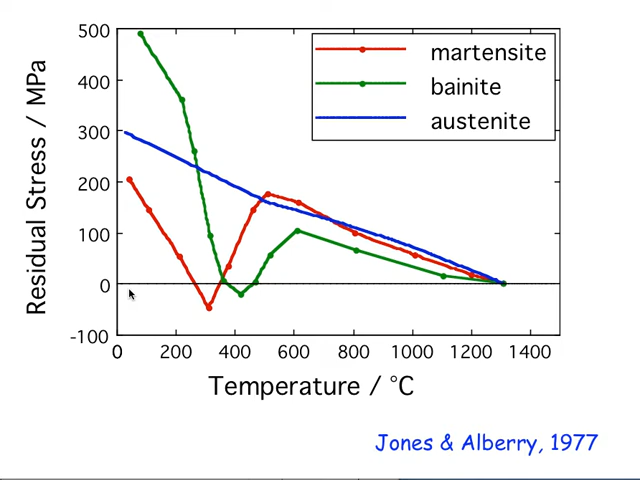 500
400
300
200
100
0
-100
Residual Stress / MPa
martensite
bainite
austenite
0 200 400 600 800 1000 1200 1400
Temperature / °C
Jones & Alberry, 1977